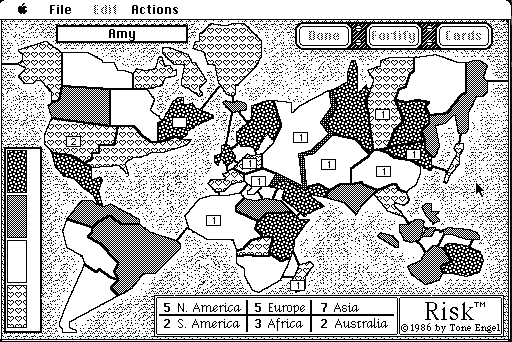 File Edit Actions
Amy
Done Fortify Cards
1
2
1
1
1
1
1
1
1
1
1
5 N. America 5 Europe 7 Asia
2 S. America 3 Africa 2 Australia
Risk™
©1986 by Tone Engel